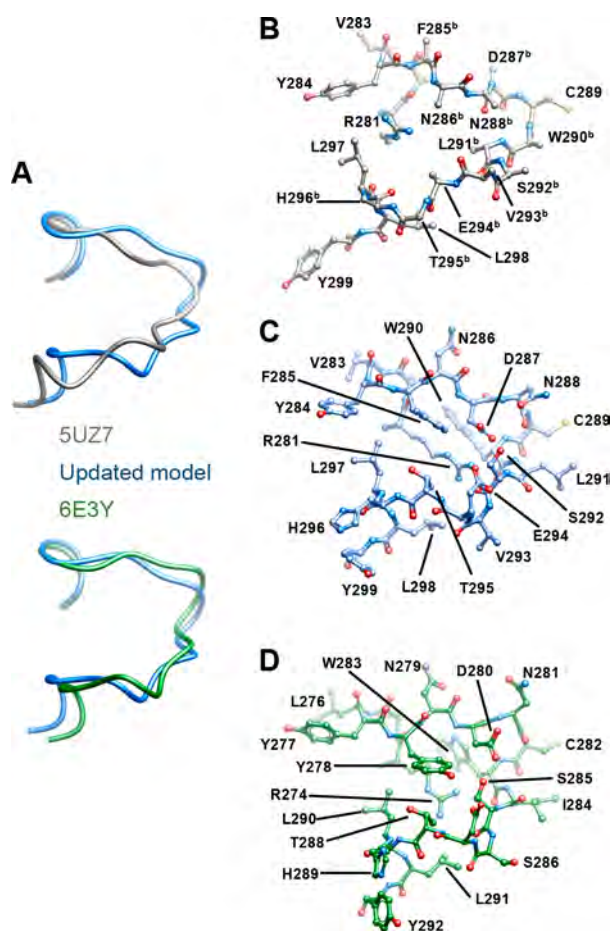 A
5UZ7
Updated model
6E3Y
B
V283
F285ᵇ
D287ᵇ
Y284
C289
R281
N286ᵇ
N288ᵇ
L297
L291ᵇ
W290ᵇ
H296ᵇ
S292ᵇ
V293ᵇ
E294ᵇ
T295ᵇ
L298
Y299
C
W290
N286
V283
D287
F285
N288
Y284
C289
R281
L297
L291
S292
H296
E294
V293
Y299
L298
T295
D
W283
N279
D280
N281
L276
Y277
C282
Y278
S285
R274
I284
L290
T288
S286
H289
L291
Y292